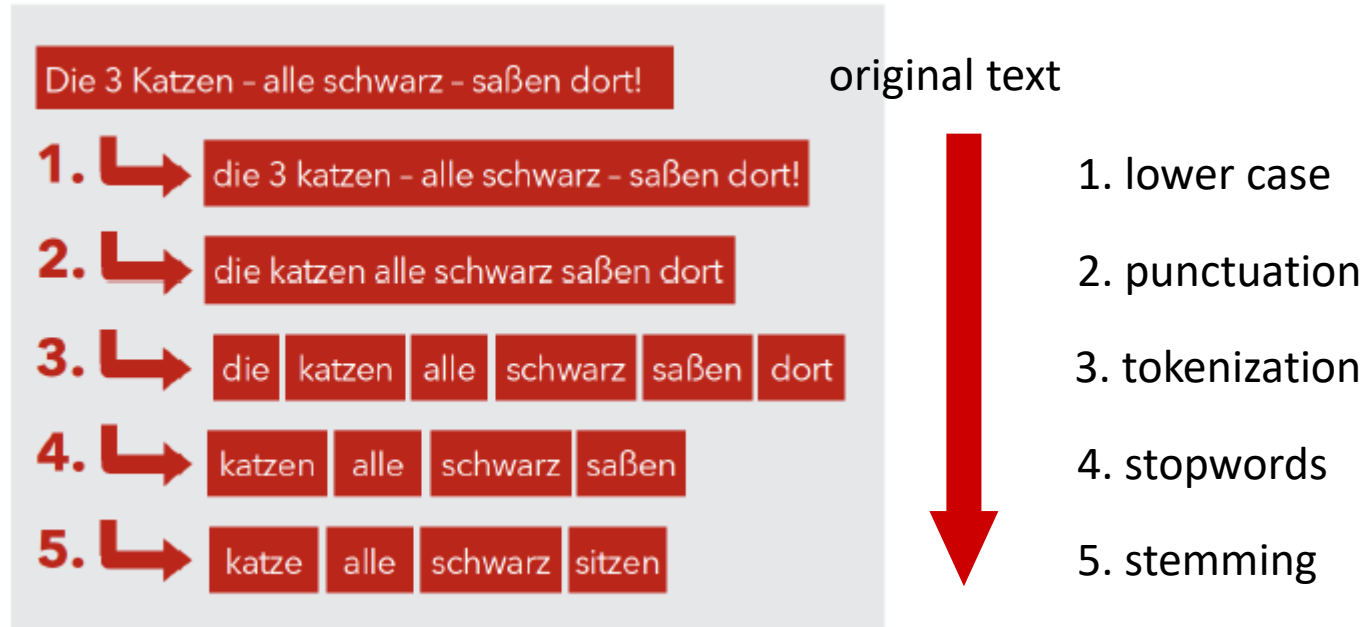 Die 3 Katzen – alle schwarz – saßen dort!
original text
1. die 3 katzen – alle schwarz – saßen dort!
1. lower case
2. die katzen alle schwarz saßen dort
2. punctuation
3. die katzen alle schwarz saßen dort
3. tokenization
4. katzen alle schwarz saßen
4. stopwords
5. katze alle schwarz sitzen
5. stemming